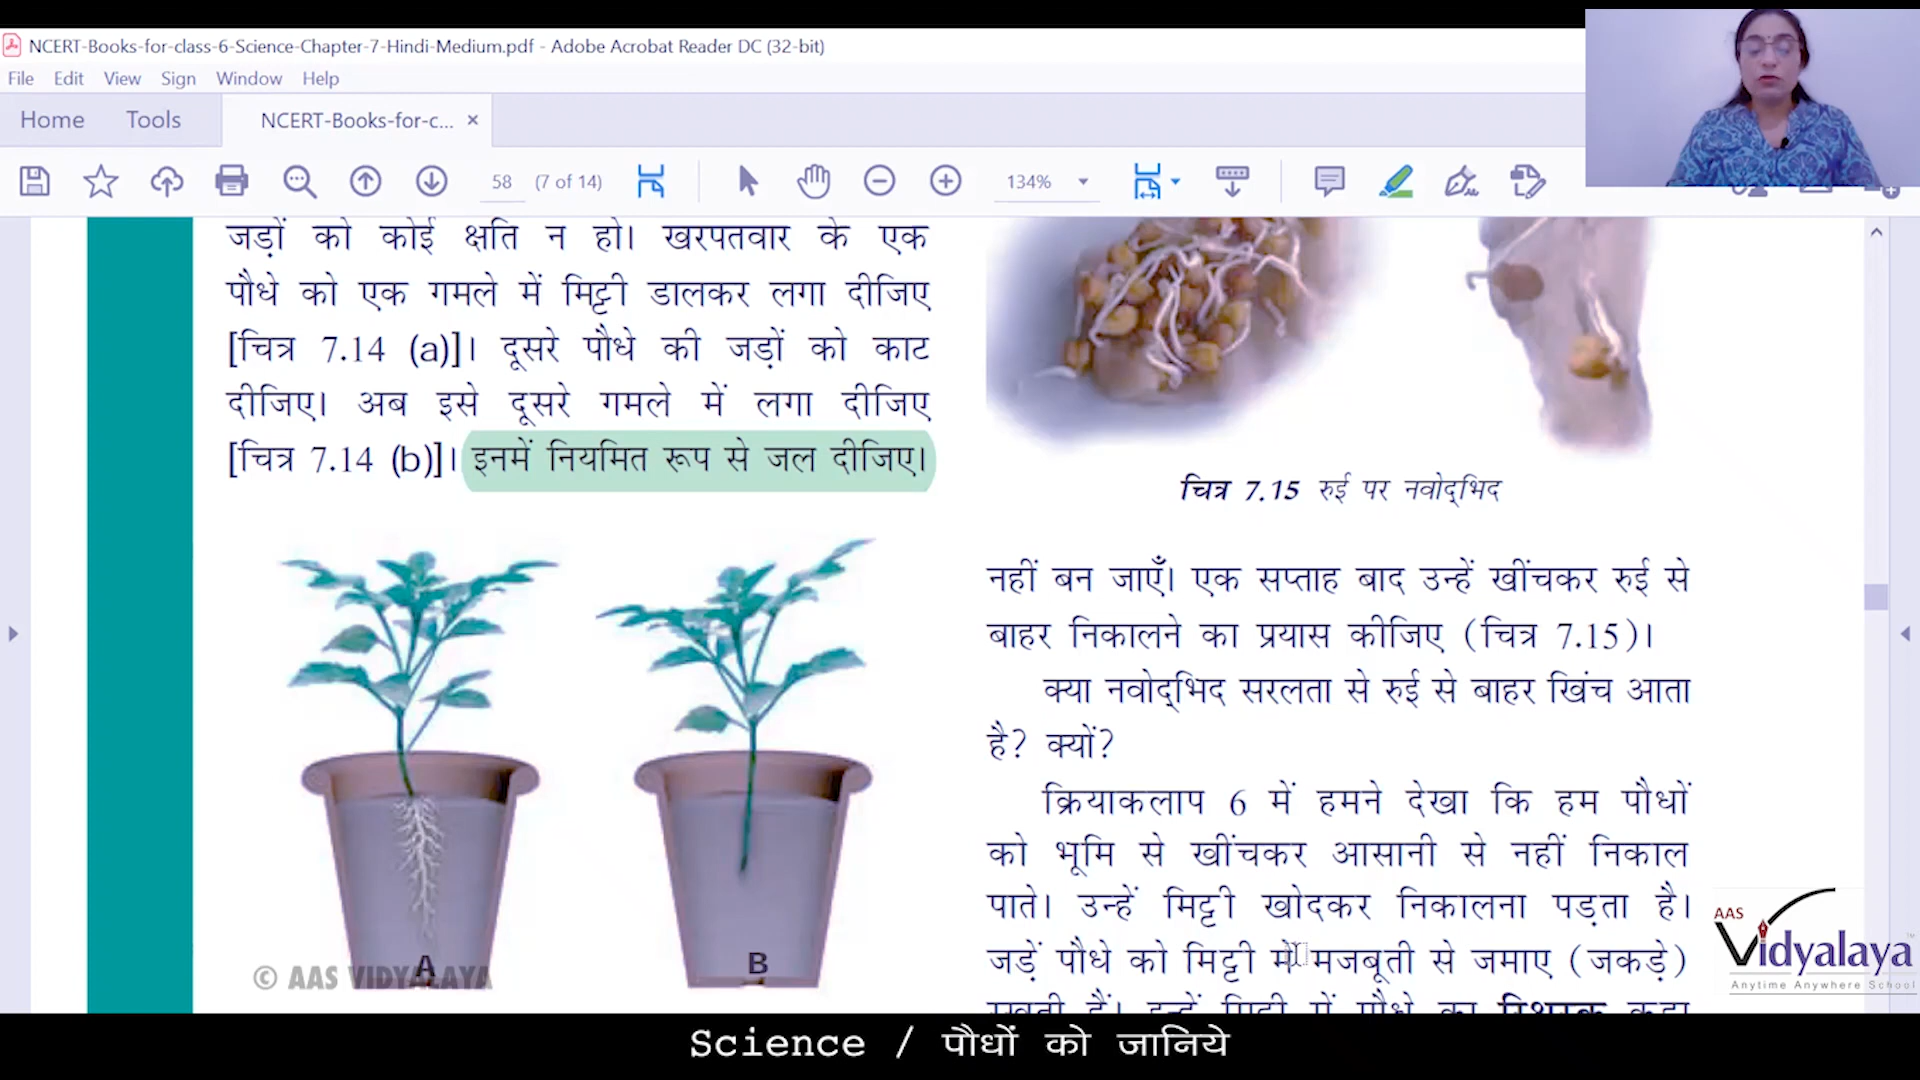 NCERT-Books-for-class-6-Science-Chapter-7-Hindi-Medium.pdf - Adobe Acrobat Reader DC (32-bit)
File Edit View Sign Window Help
Home Tools NCERT-Books-for-c... ×
58 (7 of 14) 134%
जड़ों को कोई क्षति न हो। खरपतवार के एक
पौधे को एक गमले में मिट्टी डालकर लगा दीजिए
[चित्र 7.14 (a)]। दूसरे पौधे की जड़ों को काट
दीजिए। अब इसे दूसरे गमले में लगा दीजिए
[चित्र 7.14 (b)]। इनमें नियमित रूप से जल दीजिए।
A
B
© AAS VIDYALAYA
चित्र 7.15 रुई पर नवोद्भिद
नहीं बन जाएँ। एक सप्ताह बाद उन्हें खींचकर रुई से
बाहर निकालने का प्रयास कीजिए (चित्र 7.15)।
क्या नवोद्भिद सरलता से रुई से बाहर खिंच आता
है? क्यों?
क्रियाकलाप 6 में हमने देखा कि हम पौधों
को भूमि से खींचकर आसानी से नहीं निकाल
पाते। उन्हें मिट्टी खोदकर निकालना पड़ता है।
जड़ें पौधे को मिट्टी में मजबूती से जमाए (जकड़े)
AAS
Vidyalaya
Anytime Anywhere School
Science / पौधों को जानिये